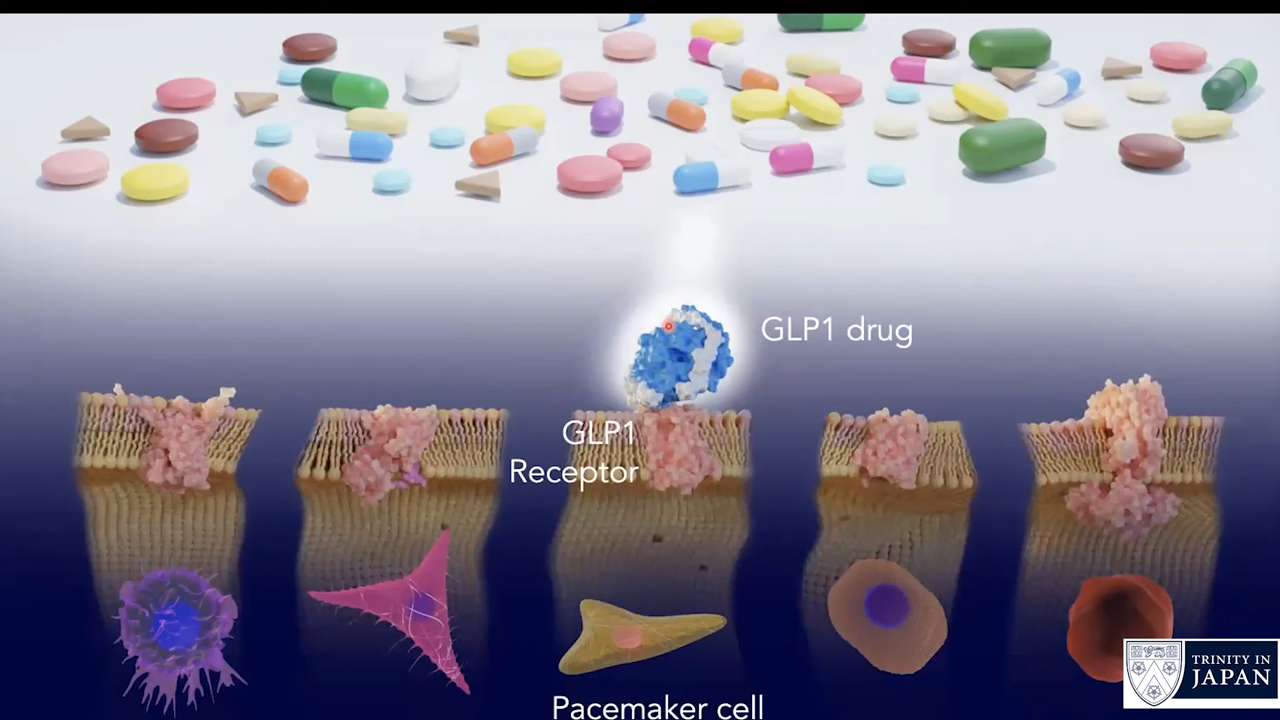 GLP1 drug
GLP1
Receptor
Pacemaker cell
TRINITY IN
JAPAN